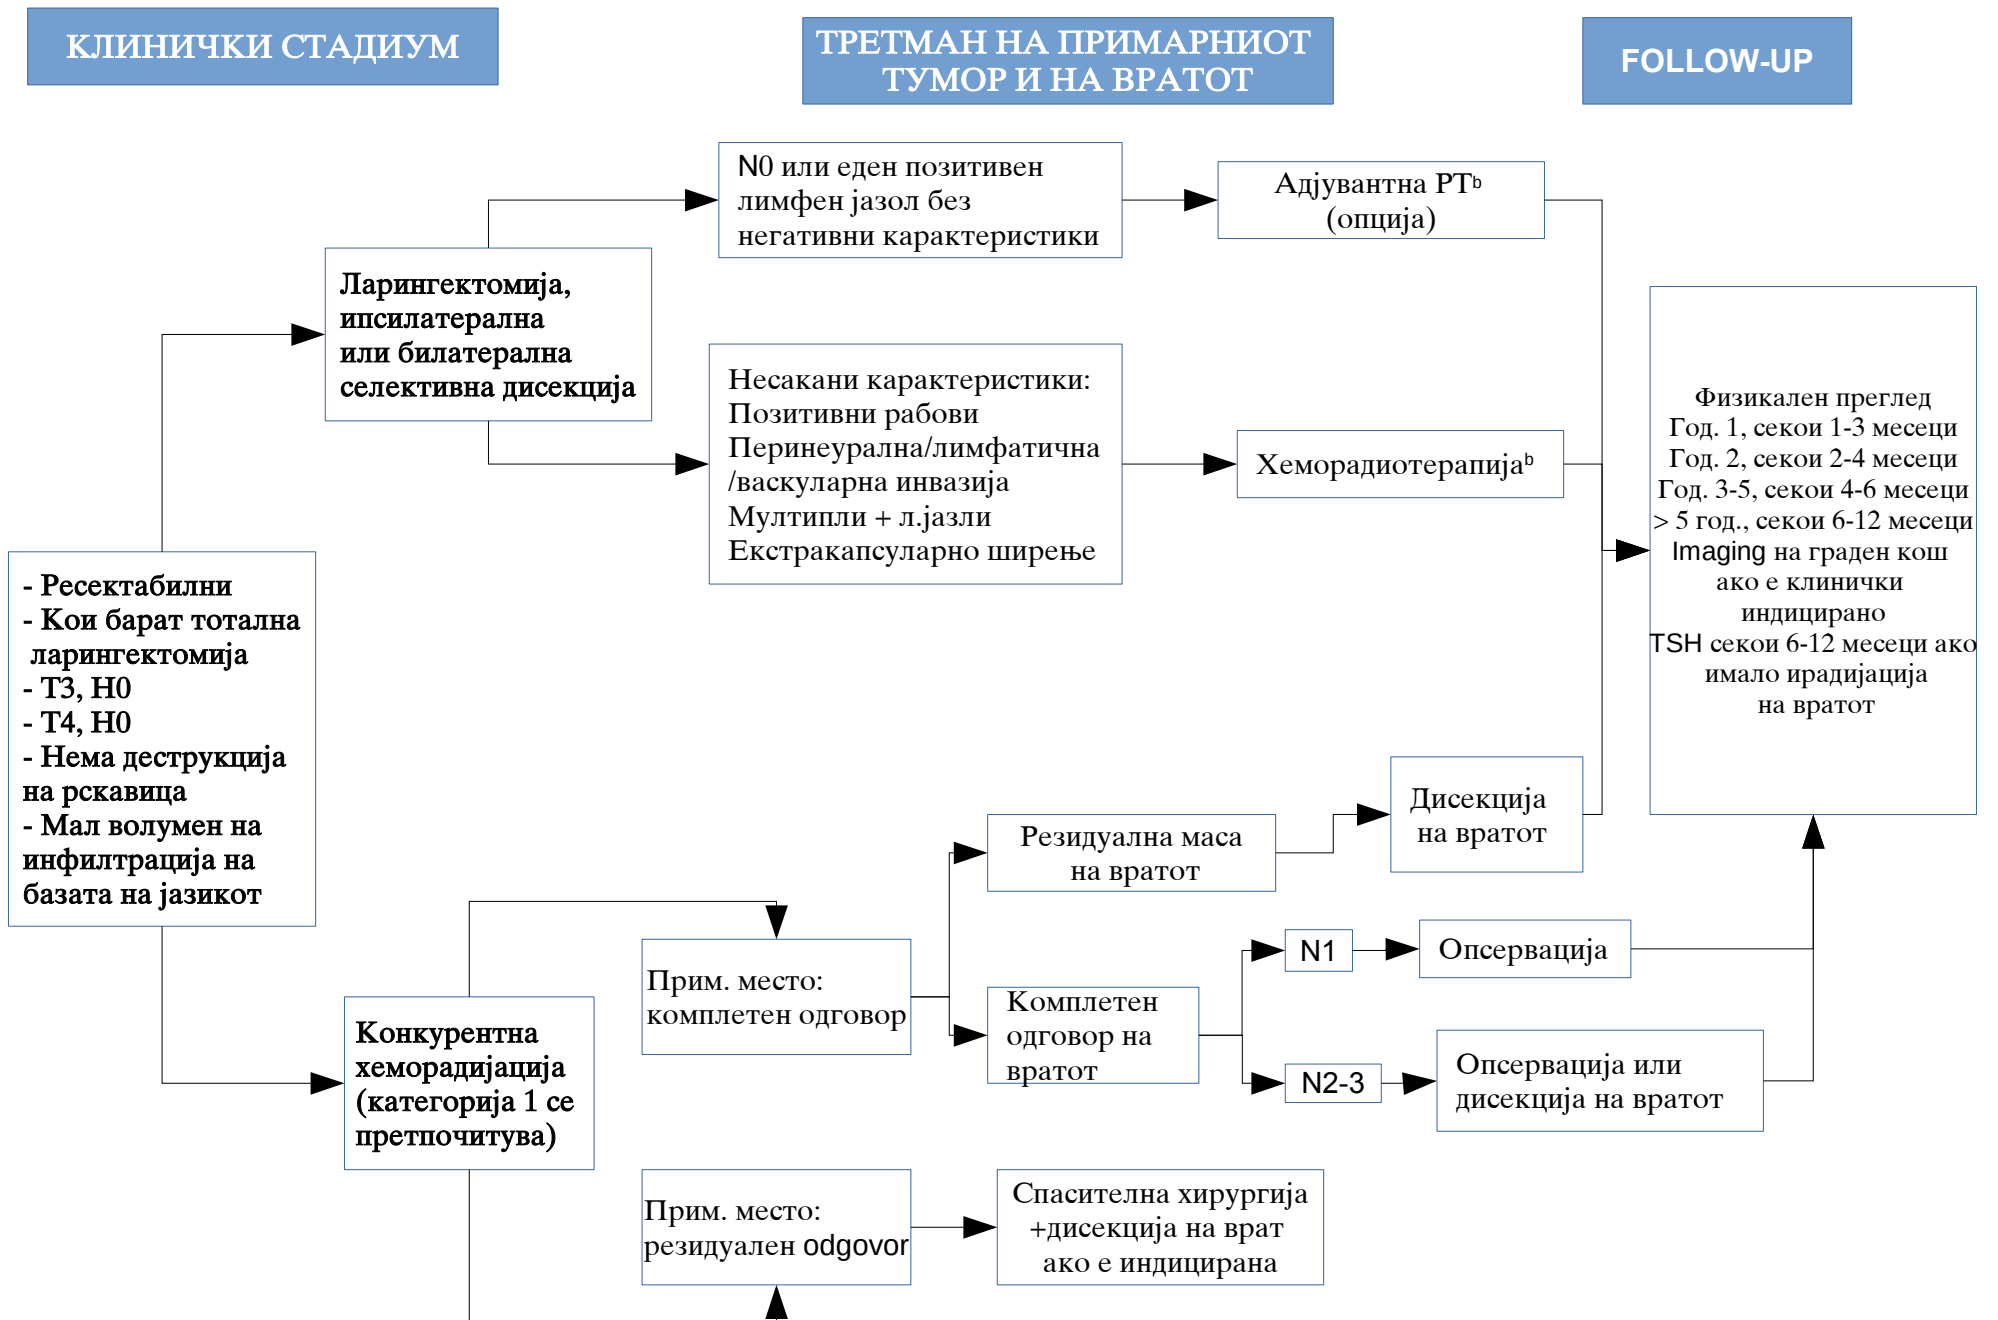 КЛИНИЧКИ СТАДИУМ
ТРЕТМАН НА ПРИМАРНИОТ
ТУМОР И НА ВРАТОТ
FOLLOW-UP
N0 или еден позитивен
лимфен јазол без
негативни карактеристики
Адјувантна РТᵇ
(опција)
Ларингектомија,
ипсилатерална
или билатерална
селективна дисекција
Несакани карактеристики:
Позитивни рабови
Перинеурална/лимфатична
/васкуларна инвазија
Мултипли + л.јазли
Екстракапсуларно ширење
Хеморадиотерапијаᵇ
Физикален преглед
Год. 1, секои 1-3 месеци
Год. 2, секои 2-4 месеци
Год. 3-5, секои 4-6 месеци
> 5 год., секои 6-12 месеци
Imaging на граден кош
ако е клинички
индицирано
TSH секои 6-12 месеци ако
имало ирадијација
на вратот
- Ресектабилни
- Кои барат тотална
ларингектомија
- Т3, Н0
- Т4, Н0
- Нема деструкција
на рскавица
- Мал волумен на
инфилтрација на
базата на јазикот
Конкурентна
хеморадијација
(категорија 1 се
претпочитува)
Прим. место:
комплетен одговор
Резидуална маса
на вратот
Дисекција
на вратот
Комплетен
одговор на
вратот
N1
Опсервација
N2-3
Опсервација или
дисекција на вратот
Прим. место:
резидуален odgovor
Спасителна хирургија
+дисекција на врат
ако е индицирана